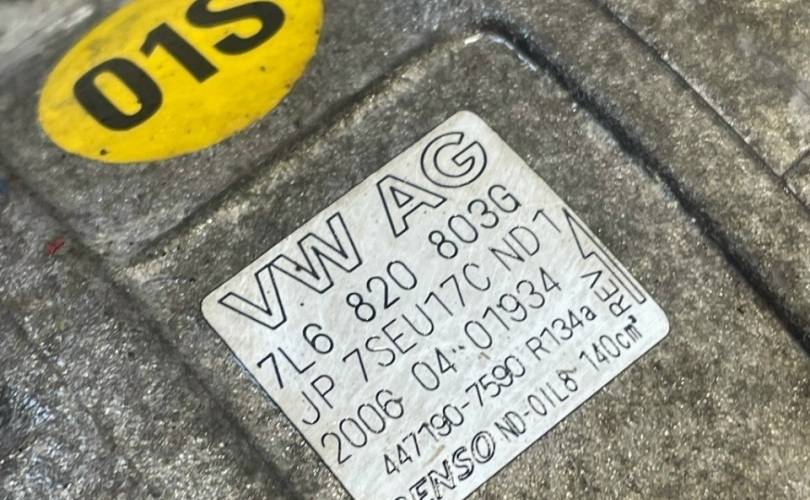 01S
VW AG
7L6 820 803G
JP 7SEU17C ND1
2006 04 01934
447190-7590 R134a
DENSO ND-OIL8 140cm³
REV